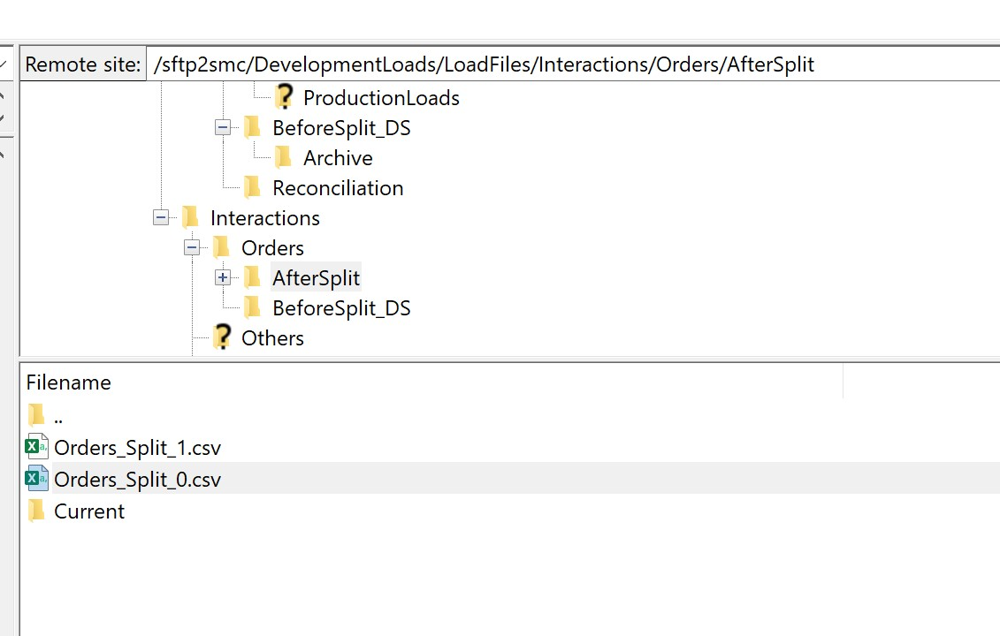 Remote site: /sftp2smc/DevelopmentLoads/LoadFiles/Interactions/Orders/AfterSplit
ProductionLoads
BeforeSplit_DS
Archive
Reconciliation
Interactions
Orders
AfterSplit
BeforeSplit_DS
Others
Filename
..
Orders_Split_1.csv
Orders_Split_0.csv
Current